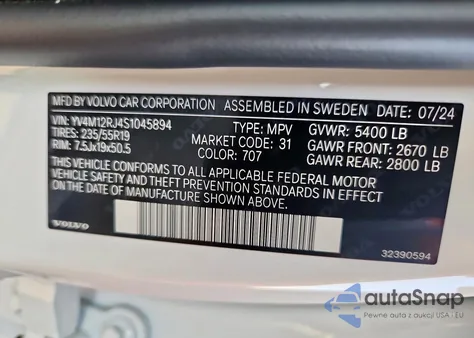 MFD BY VOLVO CAR CORPORATION ASSEMBLED IN SWEDEN DATE: 07/24
VIN: YV4M12RJ4S1045894 TYPE: MPV GVWR: 5400 LB
TIRES: 235/55R19 MARKET CODE: 31 GAWR FRONT: 2670 LB
RIM: 7.5Jx19x50.5 COLOR: 707 GAWR REAR: 2800 LB
THIS VEHICLE CONFORMS TO ALL APPLICABLE FEDERAL MOTOR
VEHICLE SAFETY AND THEFT PREVENTION STANDARDS IN EFFECT
ON THE DATE OF MANUFACTURE SHOWN ABOVE.
VOLVO
32390594
autoSnap
Pojazdy z aukcji USA i EU